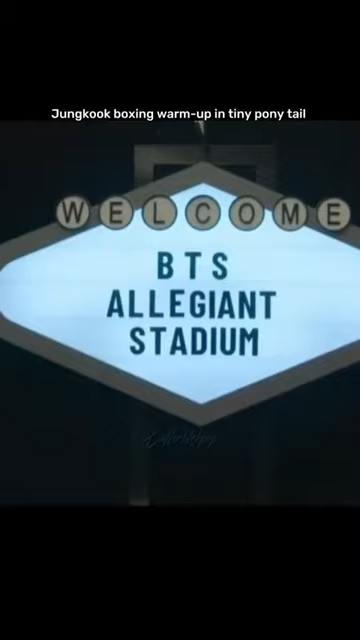 Jungkook boxing warm-up in tiny pony tail
WELCOME
BTS
ALLEGIANT
STADIUM